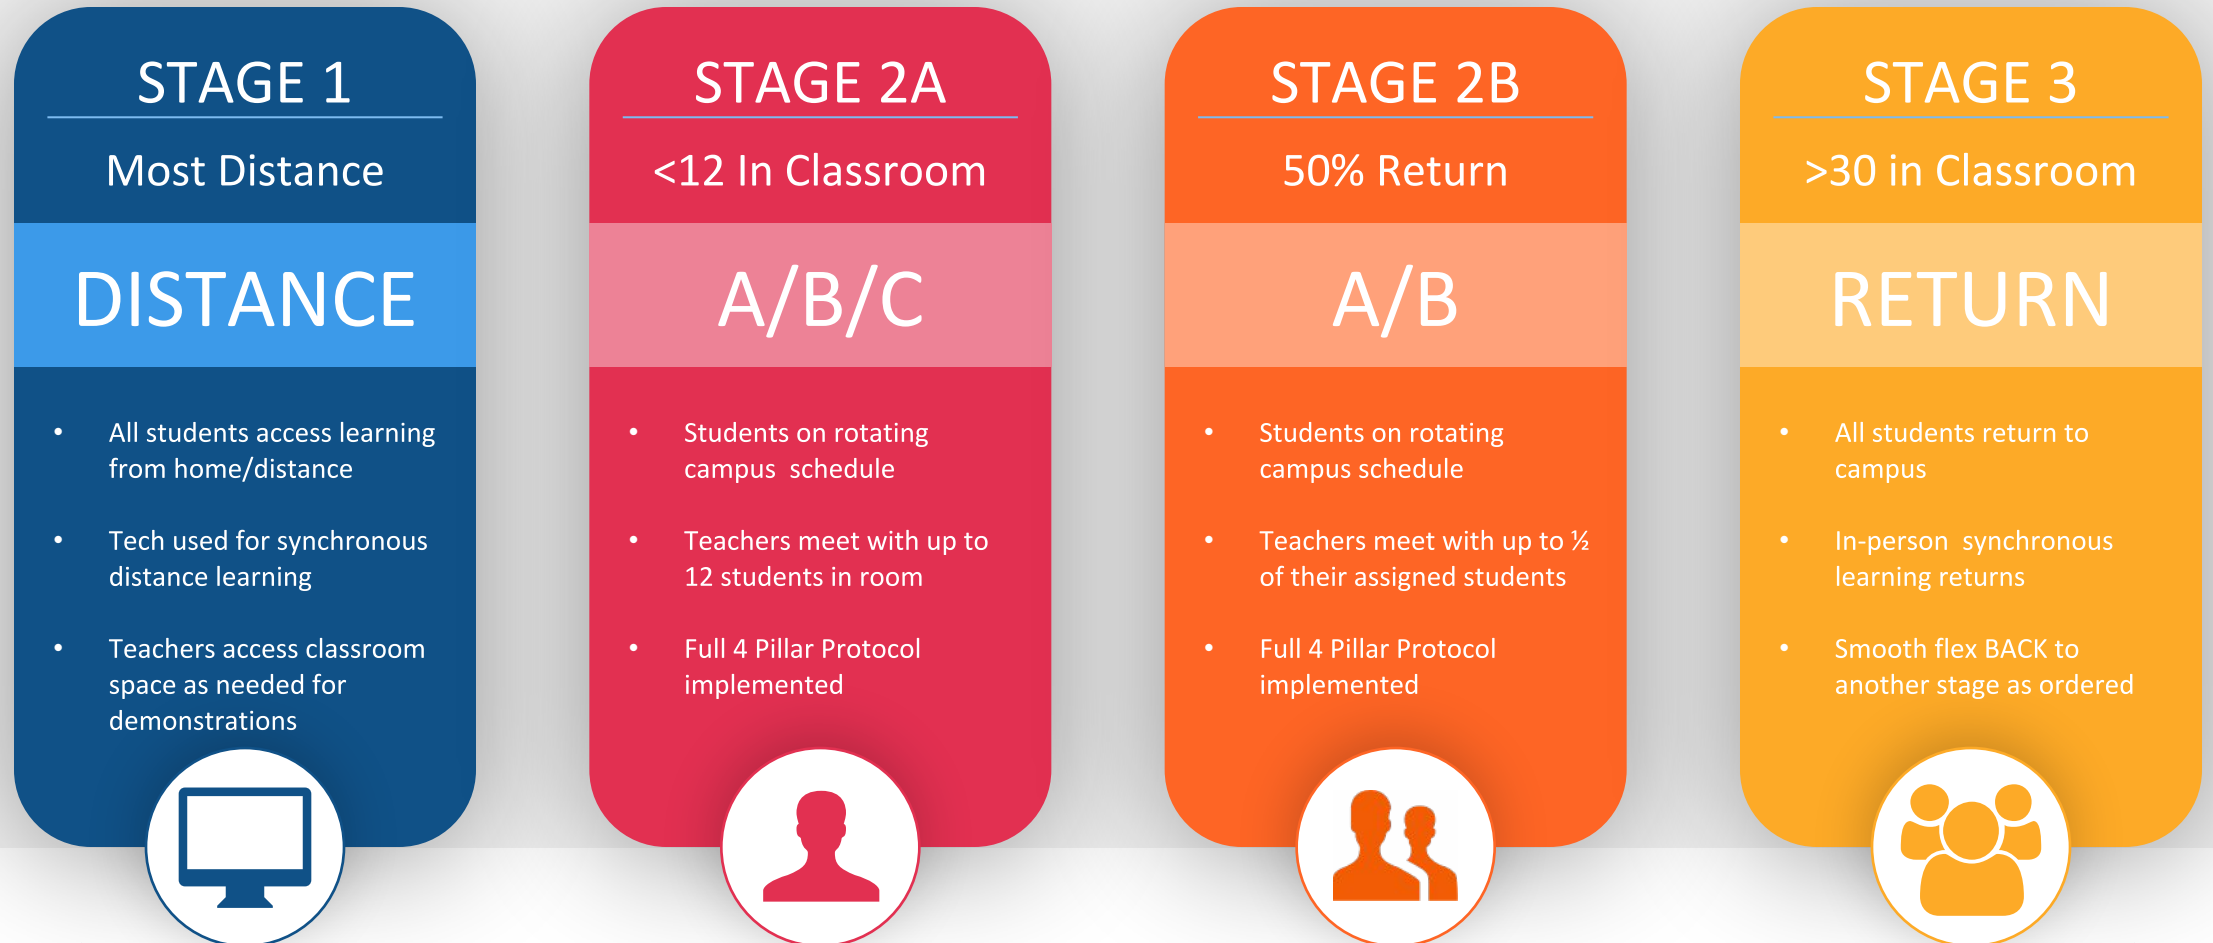 STAGE 1
Most Distance
DISTANCE
• All students access learning
from home/distance
• Tech used for synchronous
distance learning
• Teachers access classroom
space as needed for
demonstrations
STAGE 2A
<12 In Classroom
A/B/C
• Students on rotating
campus  schedule
• Teachers meet with up to
12 students in room
• Full 4 Pillar Protocol
implemented
STAGE 2B
50% Return
A/B
• Students on rotating
campus schedule
• Teachers meet with up to ½
of their assigned students
• Full 4 Pillar Protocol
implemented
STAGE 3
>30 in Classroom
RETURN
• All students return to
campus
• In-person  synchronous
learning returns
• Smooth flex BACK to
another stage as ordered